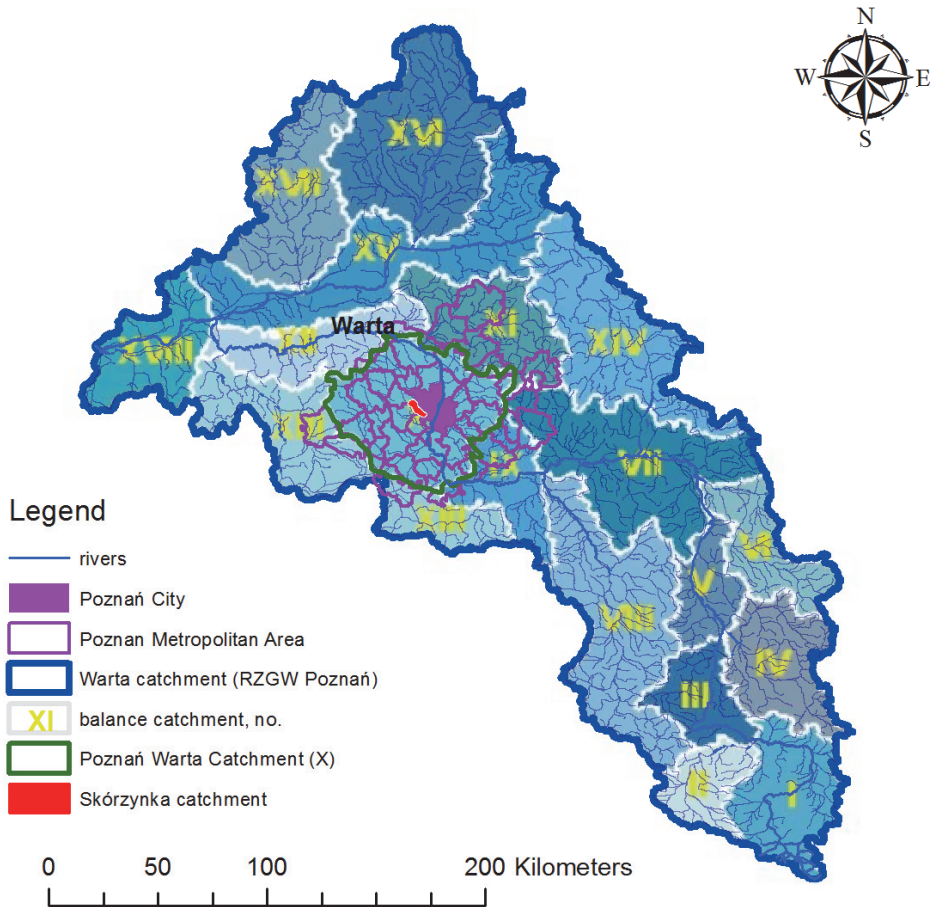 N
W E
S
XVI
XVII
XV
XI
Warta
XVIII
XII
XIV
XIII
IX
VII
XIII
VI
V
VIII
IV
III
II
I
Legend
rivers
Poznań City
Poznan Metropolitan Area
Warta catchment (RZGW Poznań)
XI balance catchment, no.
Poznań Warta Catchment (X)
Skórzynka catchment
0 50 100 200 Kilometers